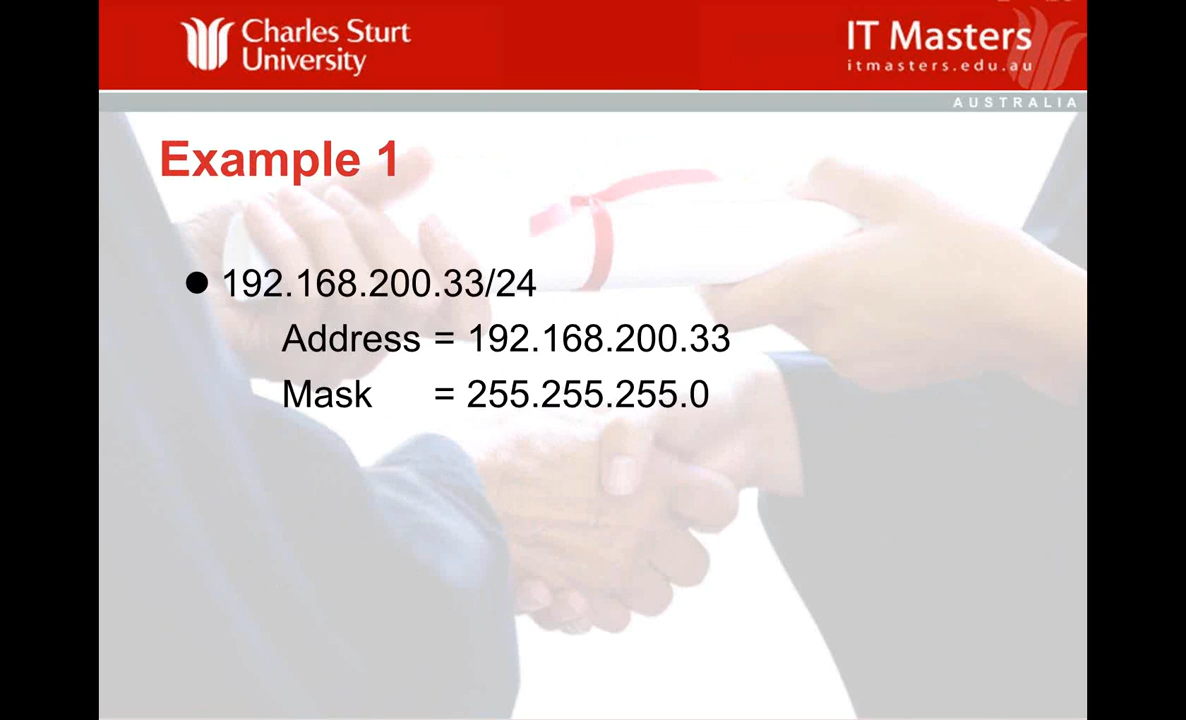 Charles Sturt
University
IT Masters
itmasters.edu.au
AUSTRALIA
Example 1
● 192.168.200.33/24
Address = 192.168.200.33
Mask = 255.255.255.0